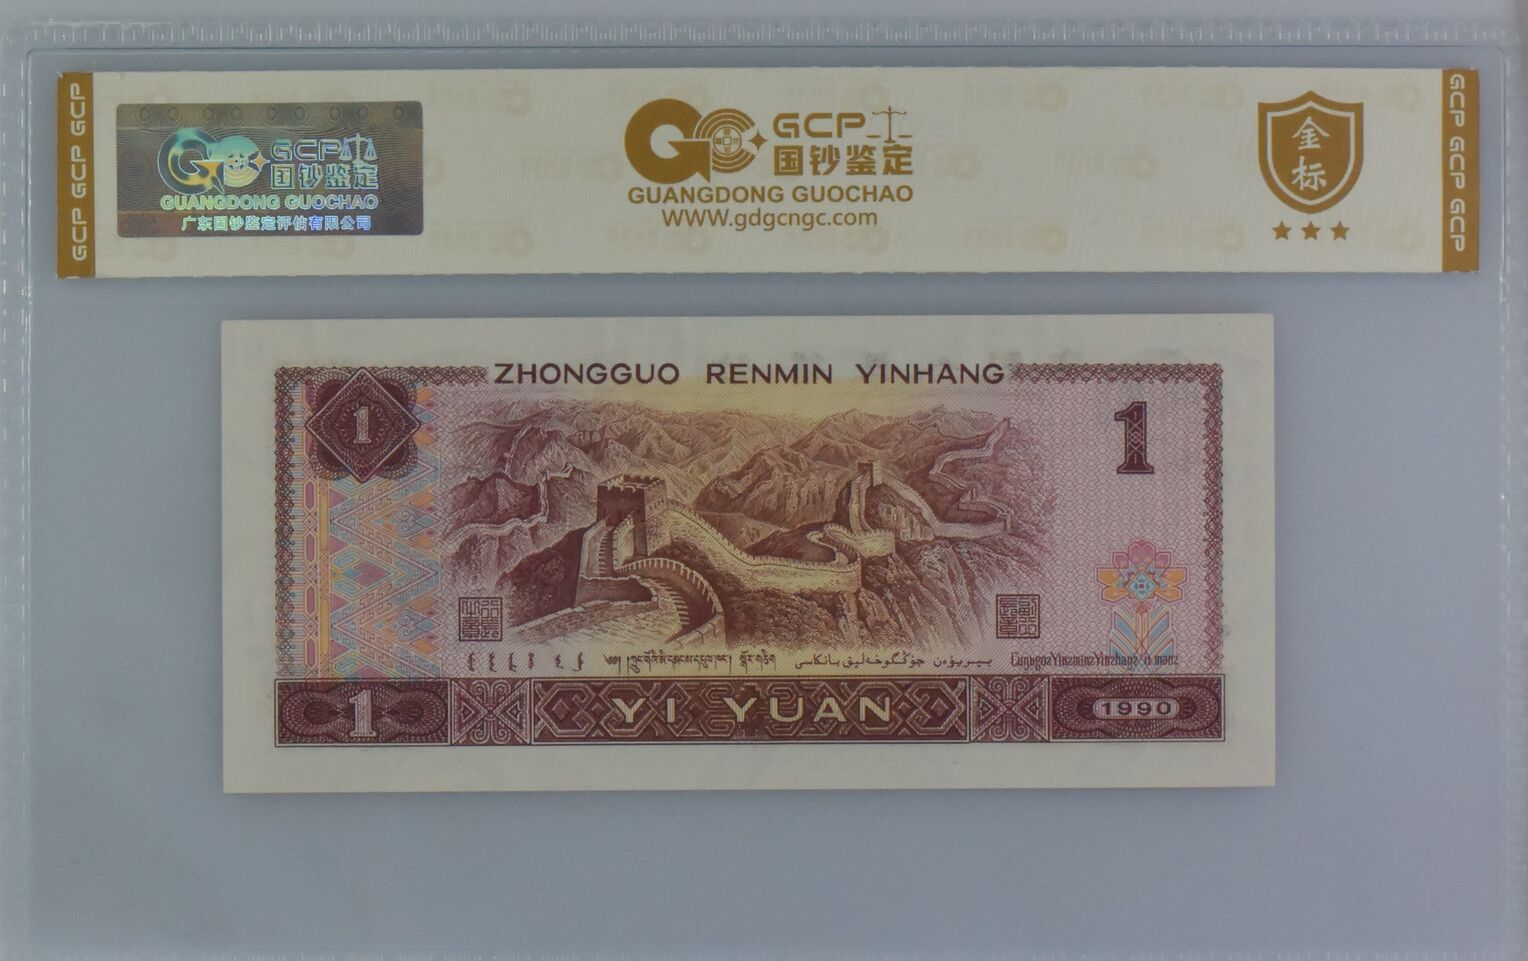 GCP GCP GCP
GCP
国钞鉴定
GUANGDONG GUOCHAO
广东国钞鉴定评估有限公司
GCP
国钞鉴定
GUANGDONG GUOCHAO
WWW.gdgcngc.com
金标
GCP GCP GCP
ZHONGGUO RENMIN YINHANG
1
1
1
YI YUAN
1990